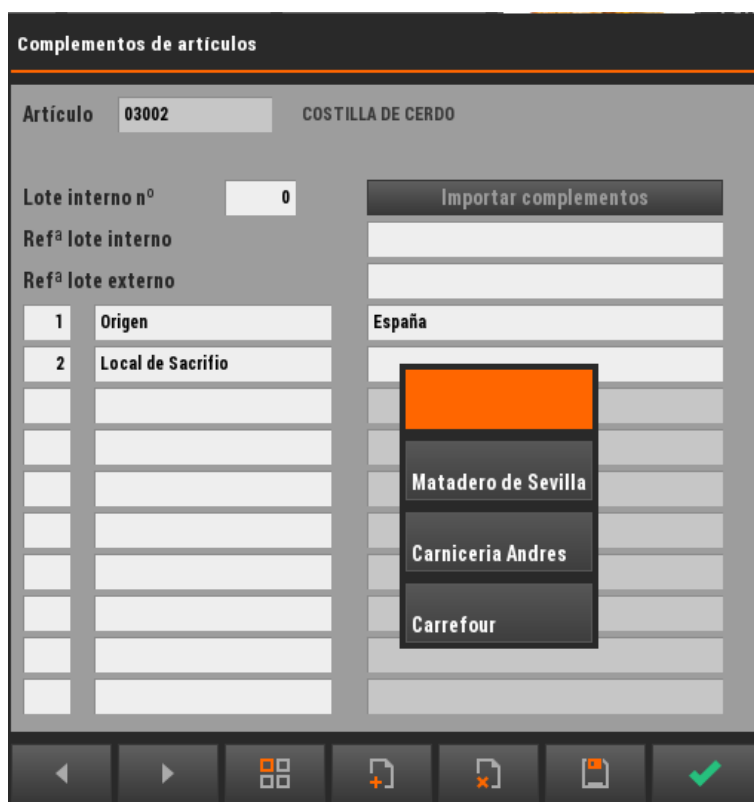 Complementos de artículos
Artículo 03002 COSTILLA DE CERDO
Lote interno nº 0 Importar complementos
Refª lote interno
Refª lote externo
1 Origen España
2 Local de Sacrifio
Matadero de Sevilla
Carniceria Andres
Carrefour